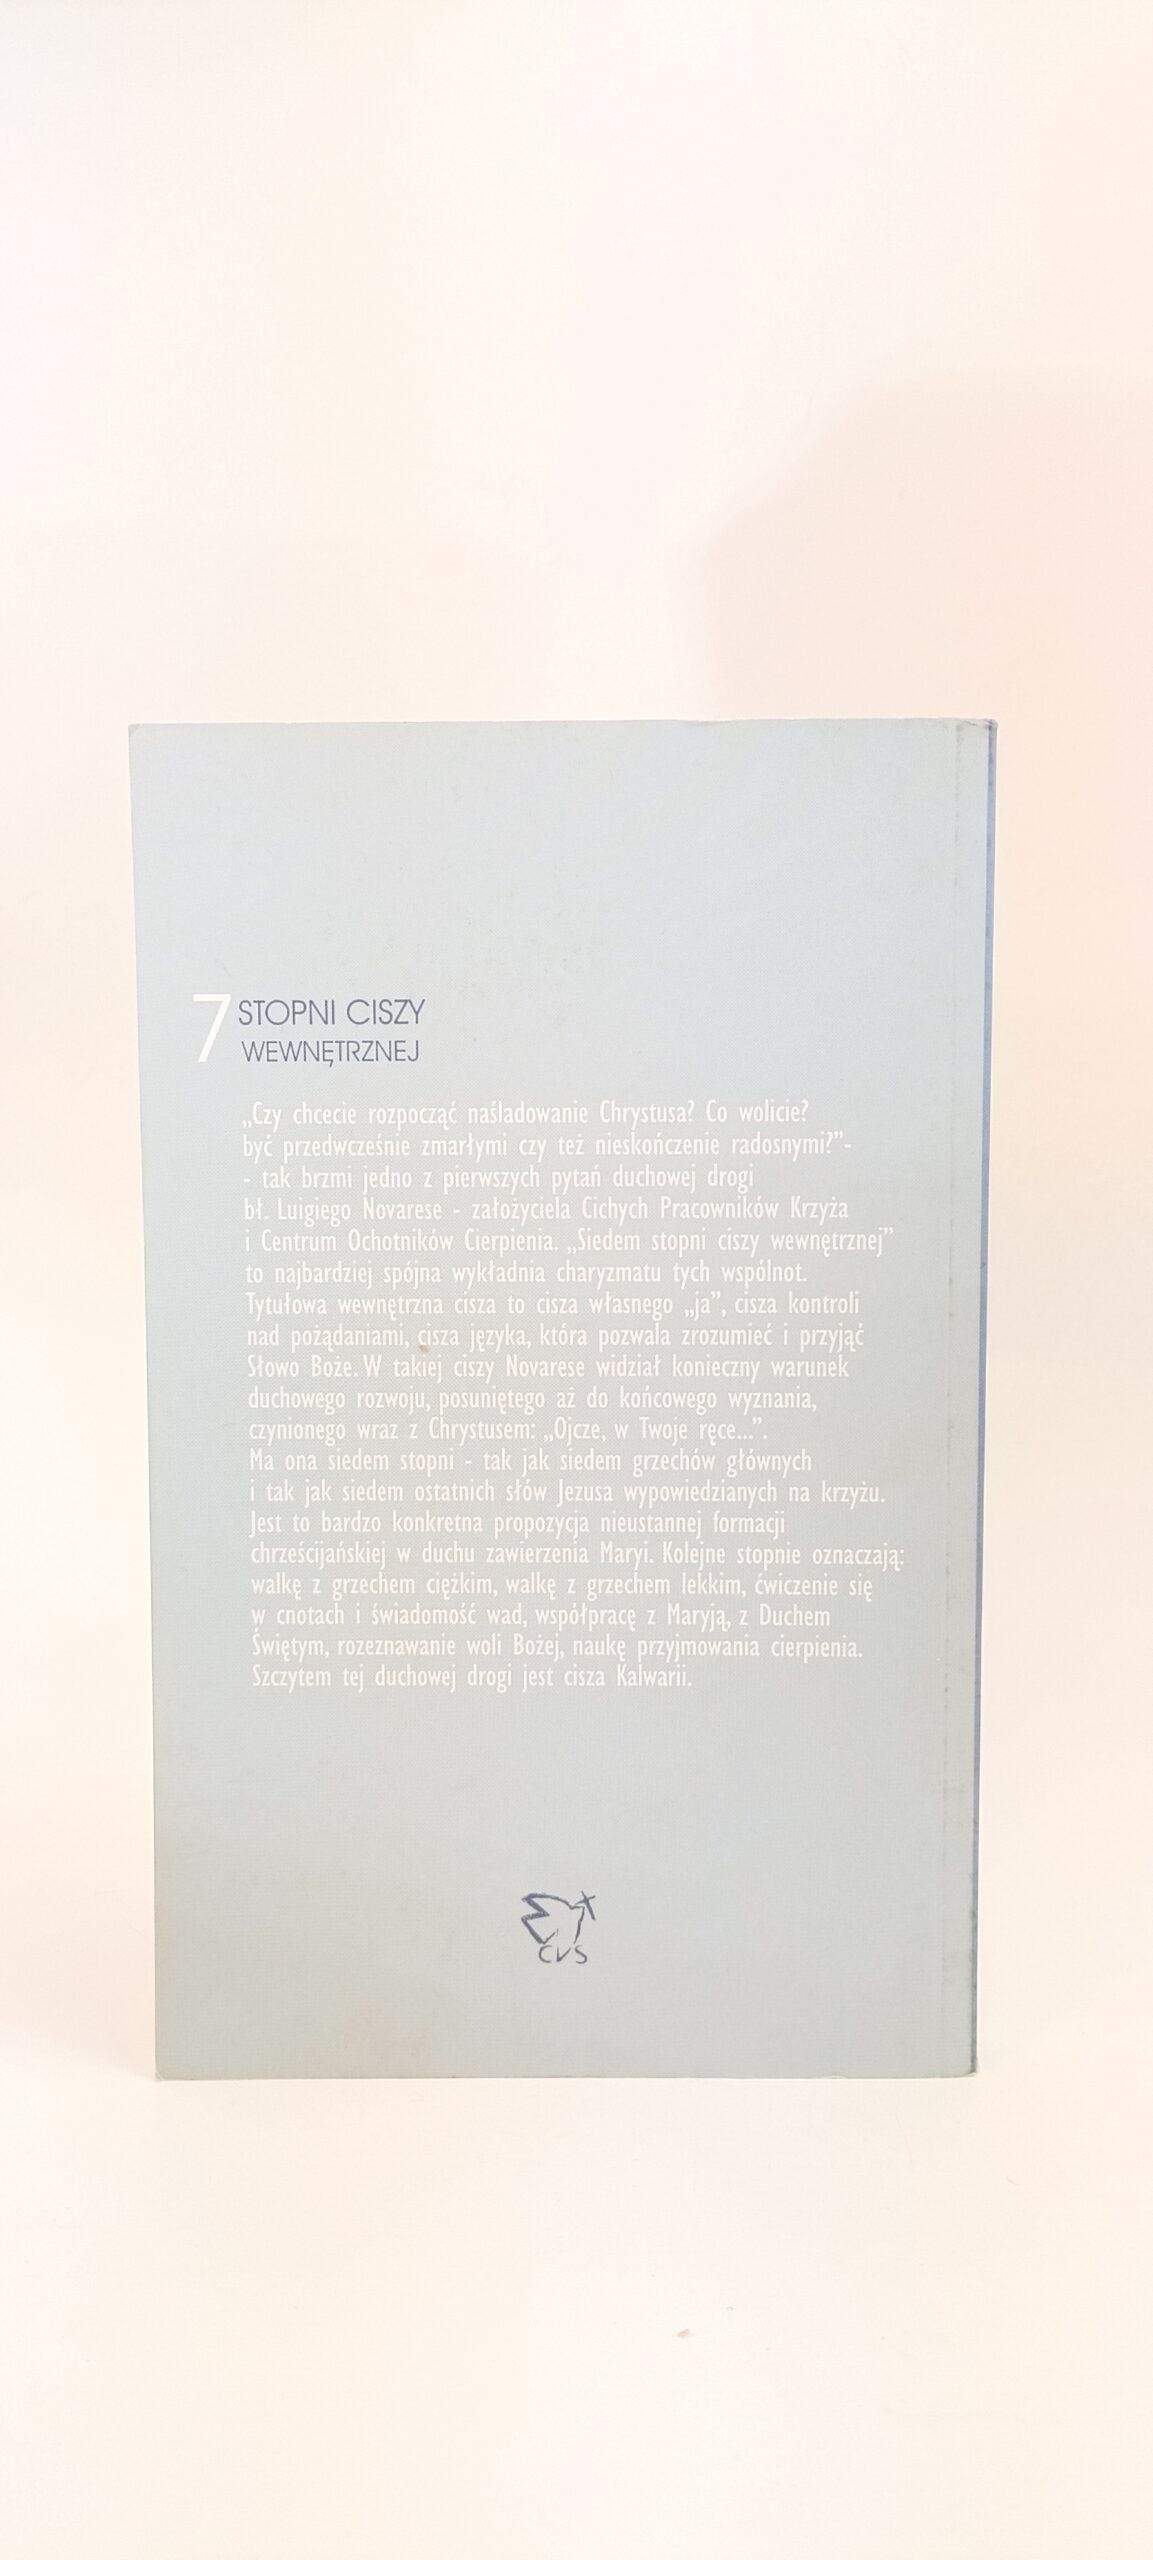 7 STOPNI CISZY
WEWNĘTRZNEJ
„Czy chcecie rozpocząć naśladowanie Chrystusa? Co wolicie?
być przedwcześnie zmarłymi czy też nieskończenie radosnymi?”-
- tak brzmi jedno z pierwszych pytań duchowej drogi
bł. Luigiego Novarese - założyciela Cichych Pracowników Krzyża
i Centrum Ochotników Cierpienia. „Siedem stopni ciszy wewnętrznej”
to najbardziej spójna wykładnia charyzmatu tych wspólnot.
Tytułowa wewnętrzna cisza to cisza własnego „ja”, cisza kontroli
nad pożądaniami, cisza języka, która pozwala zrozumieć i przyjąć
Słowo Boże. W takiej ciszy Novarese widział konieczny warunek
duchowego rozwoju, posuniętego aż do końcowego wyznania,
czynionego wraz z Chrystusem: „Ojcze, w Twoje ręce...”.
Ma ona siedem stopni - tak jak siedem grzechów głównych
i tak jak siedem ostatnich słów Jezusa wypowiedzianych na krzyżu.
Jest to bardzo konkretna propozycja nieustannej formacji
chrześcijańskiej w duchu zawierzenia Maryi. Kolejne stopnie oznaczają:
walkę z grzechem ciężkim, walkę z grzechem lekkim, ćwiczenie się
w cnotach i świadomość wad, współpracę z Maryją, z Duchem
Świętym, rozeznawanie woli Bożej, naukę przyjmowania cierpienia.
Szczytem tej duchowej drogi jest cisza Kalwarii.
CVS